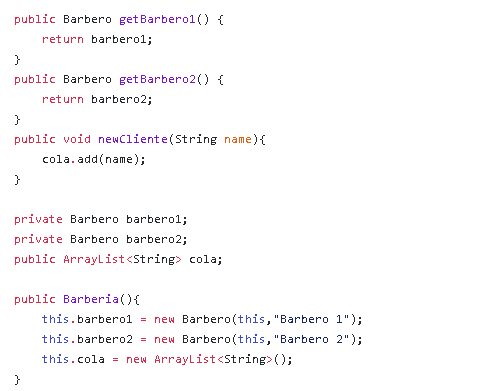 public Barbero getBarbero1() {
    return barbero1;
}
public Barbero getBarbero2() {
    return barbero2;
}
public void newCliente(String name){
    cola.add(name);
}

private Barbero barbero1;
private Barbero barbero2;
public ArrayList<String> cola;

public Barberia(){
    this.barbero1 = new Barbero(this,"Barbero 1");
    this.barbero2 = new Barbero(this,"Barbero 2");
    this.cola = new ArrayList<String>();
}